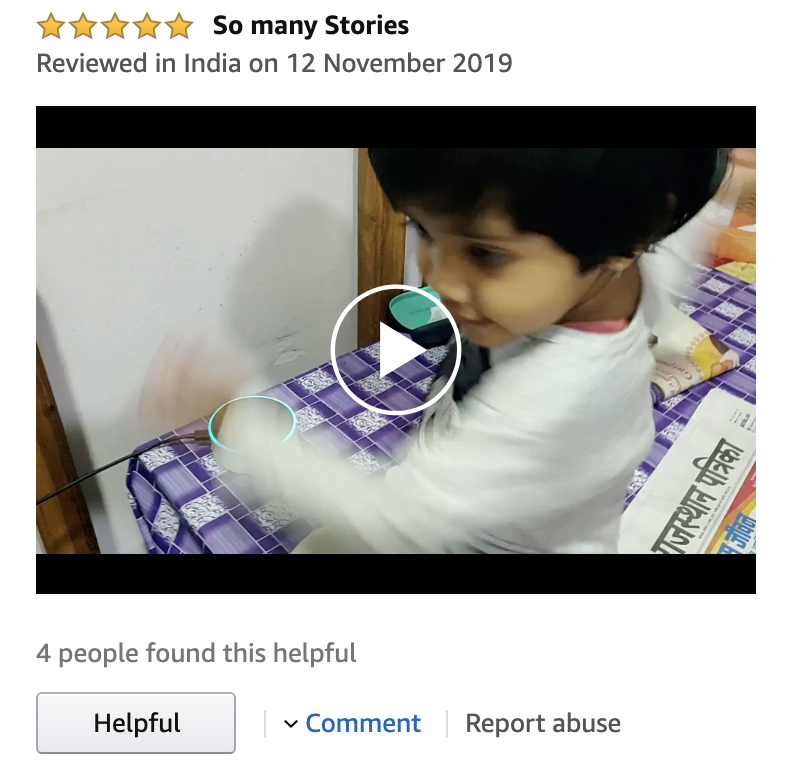 So many Stories
Reviewed in India on 12 November 2019
राजस्थान पत्रिका
4 people found this helpful
Helpful
Comment
Report abuse